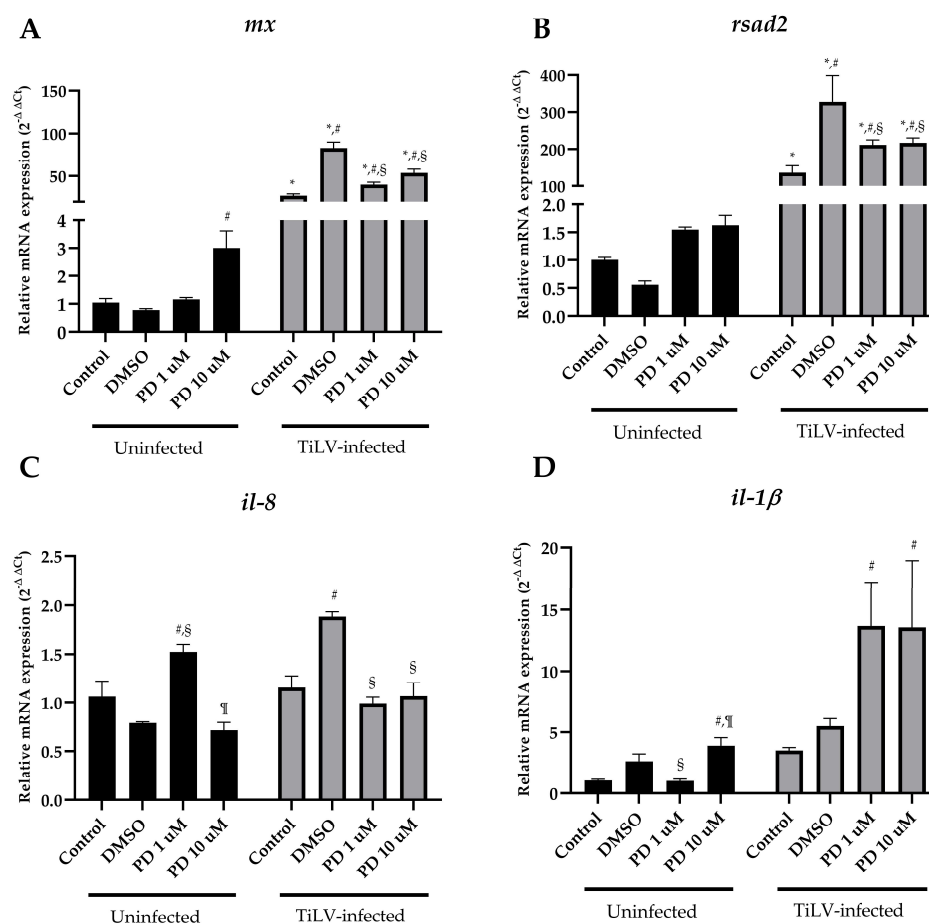 A
mx
Relative mRNA expression (2-Δ ΔCt)
150
100
50
4
3
2
1
0
*
*,#
*,#,§
*,#,§
#
Control
DMSO
PD 1 uM
PD 10 uM
Control
DMSO
PD 1 uM
PD 10 uM
Uninfected
TiLV-infected
B
rsad2
Relative mRNA expression (2-Δ ΔCt)
400
300
200
100
2.0
1.5
1.0
0.5
0.0
*
*,#
*,#,§
*,#,§
Control
DMSO
PD 1 uM
PD 10 uM
Control
DMSO
PD 1 uM
PD 10 uM
Uninfected
TiLV-infected
C
il-8
Relative mRNA expression (2-Δ ΔCt)
2.5
2.0
1.5
1.0
0.5
0.0
#,§
¶
#
§
§
Control
DMSO
PD 1 uM
PD 10 uM
Control
DMSO
PD 1 uM
PD 10 uM
Uninfected
TiLV-infected
D
il-1β
Relative mRNA expression (2-Δ ΔCt)
20
15
10
5
0
§
#,¶
#
#
Control
DMSO
PD 1 uM
PD 10 uM
Control
DMSO
PD 1 uM
PD 10 uM
Uninfected
TiLV-infected